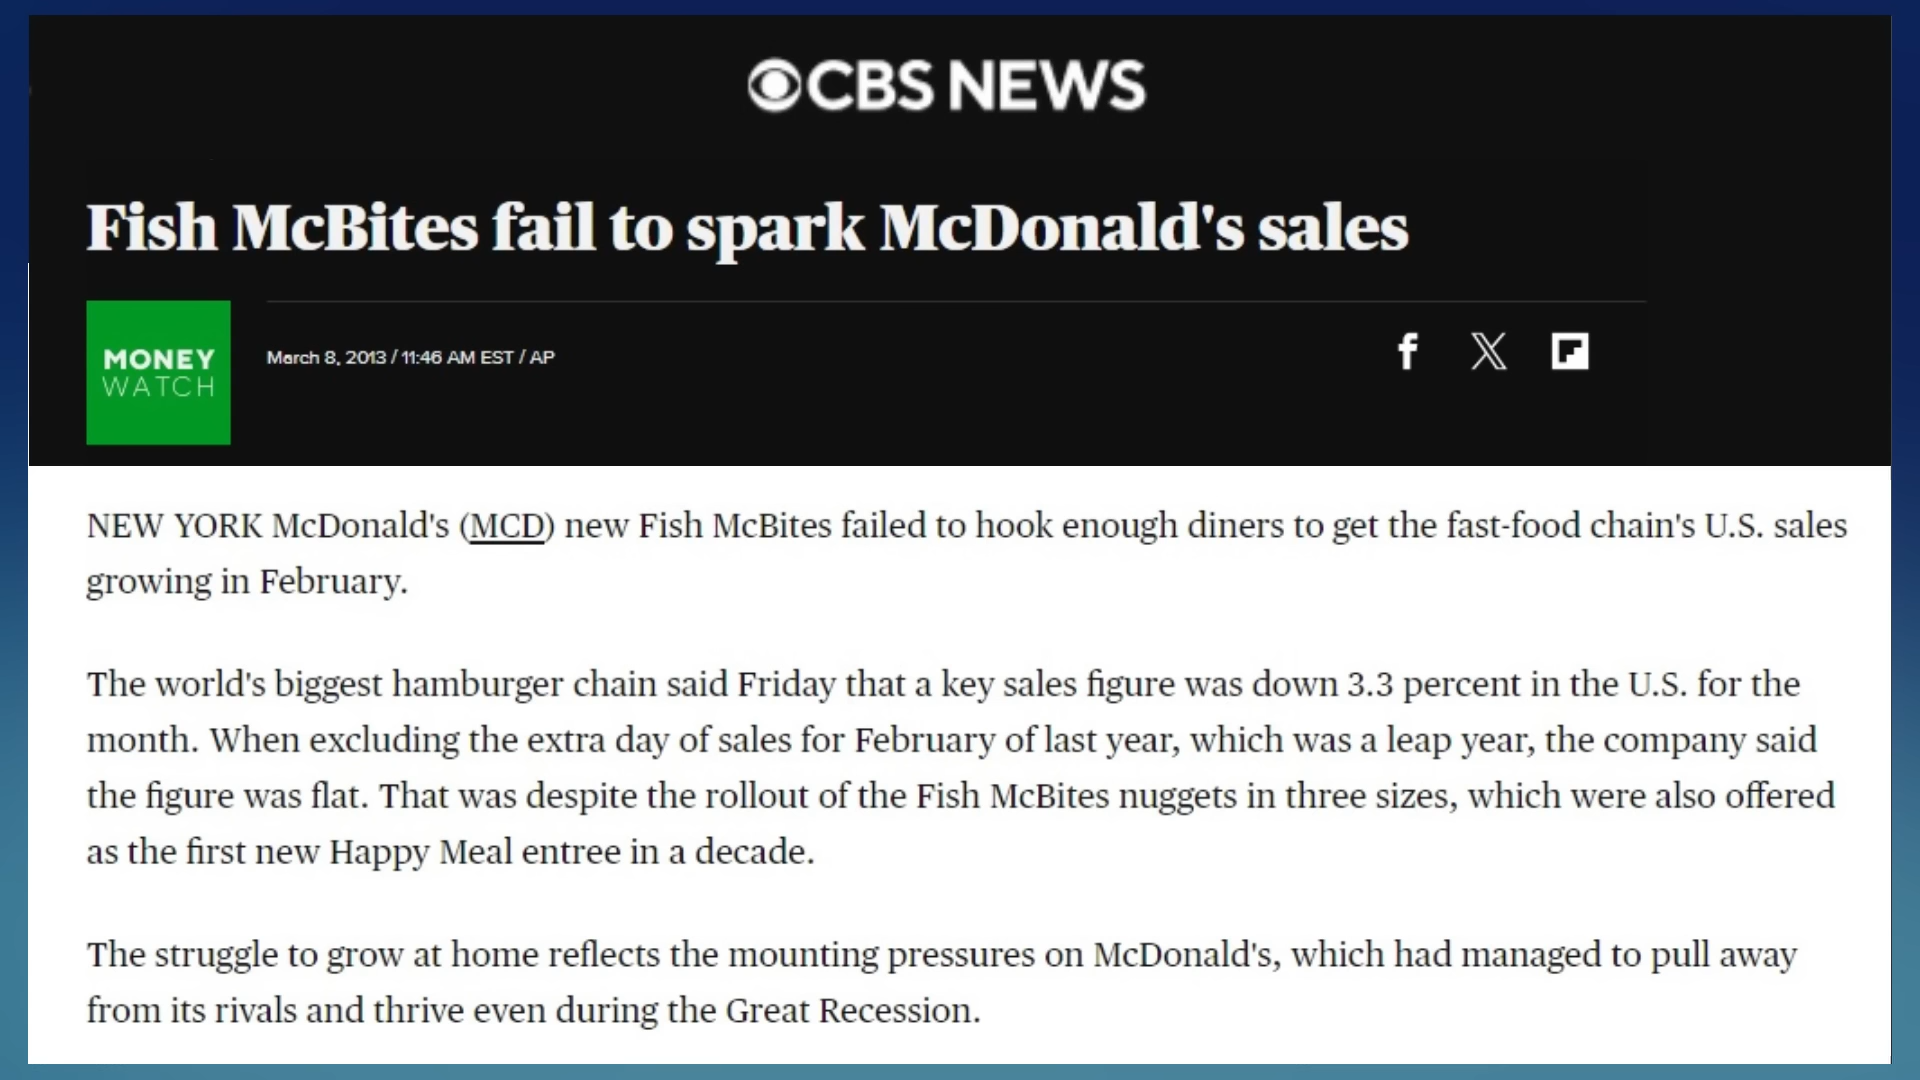 CBS NEWS
Fish McBites fail to spark McDonald's sales
MONEY
WATCH
March 8, 2013 / 11:46 AM EST / AP
NEW YORK McDonald's (MCD) new Fish McBites failed to hook enough diners to get the fast-food chain's U.S. sales
growing in February.
The world's biggest hamburger chain said Friday that a key sales figure was down 3.3 percent in the U.S. for the
month. When excluding the extra day of sales for February of last year, which was a leap year, the company said
the figure was flat. That was despite the rollout of the Fish McBites nuggets in three sizes, which were also offered
as the first new Happy Meal entree in a decade.
The struggle to grow at home reflects the mounting pressures on McDonald's, which had managed to pull away
from its rivals and thrive even during the Great Recession.